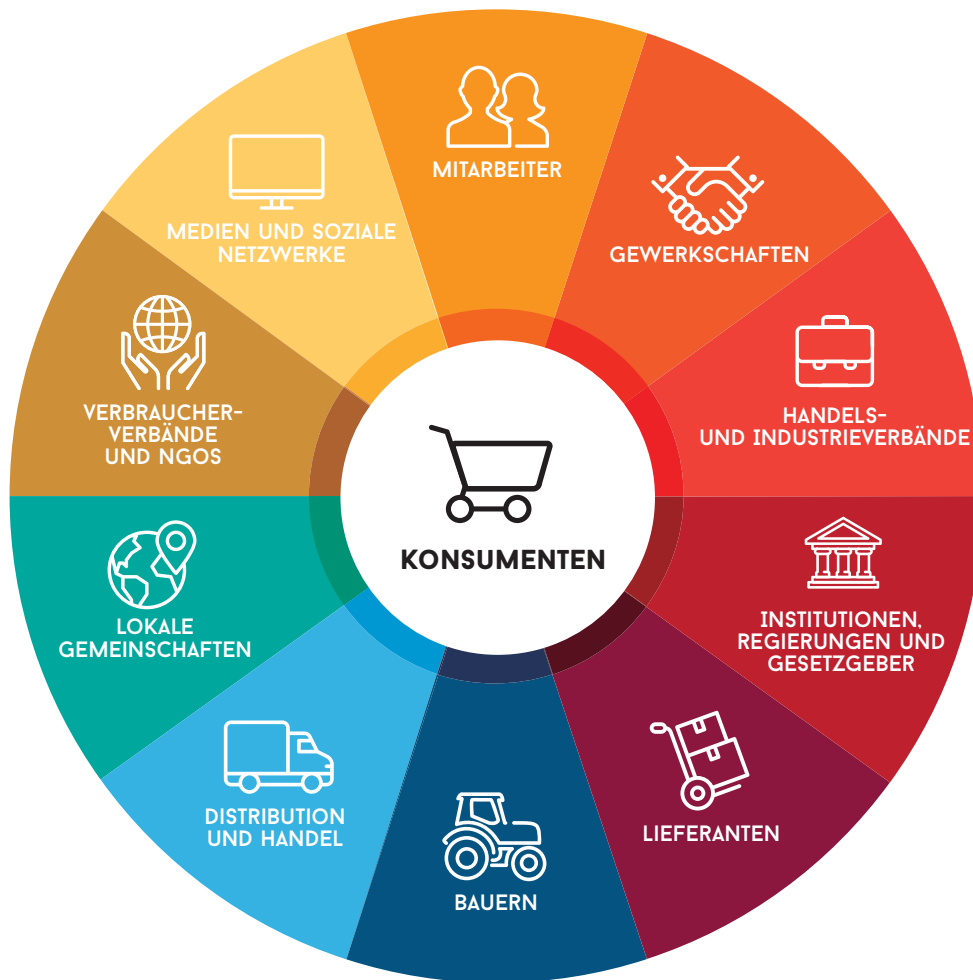 MITARBEITER
GEWERKSCHAFTEN
HANDELS-
UND INDUSTRIEVERBÄNDE
INSTITUTIONEN,
REGIERUNGEN UND
GESETZGEBER
LIEFERANTEN
BAUERN
DISTRIBUTION
UND HANDEL
LOKALE
GEMEINSCHAFTEN
VERBRAUCHER-
VERBÄNDE
UND NGOS
MEDIEN UND SOZIALE
NETZWERKE
KONSUMENTEN